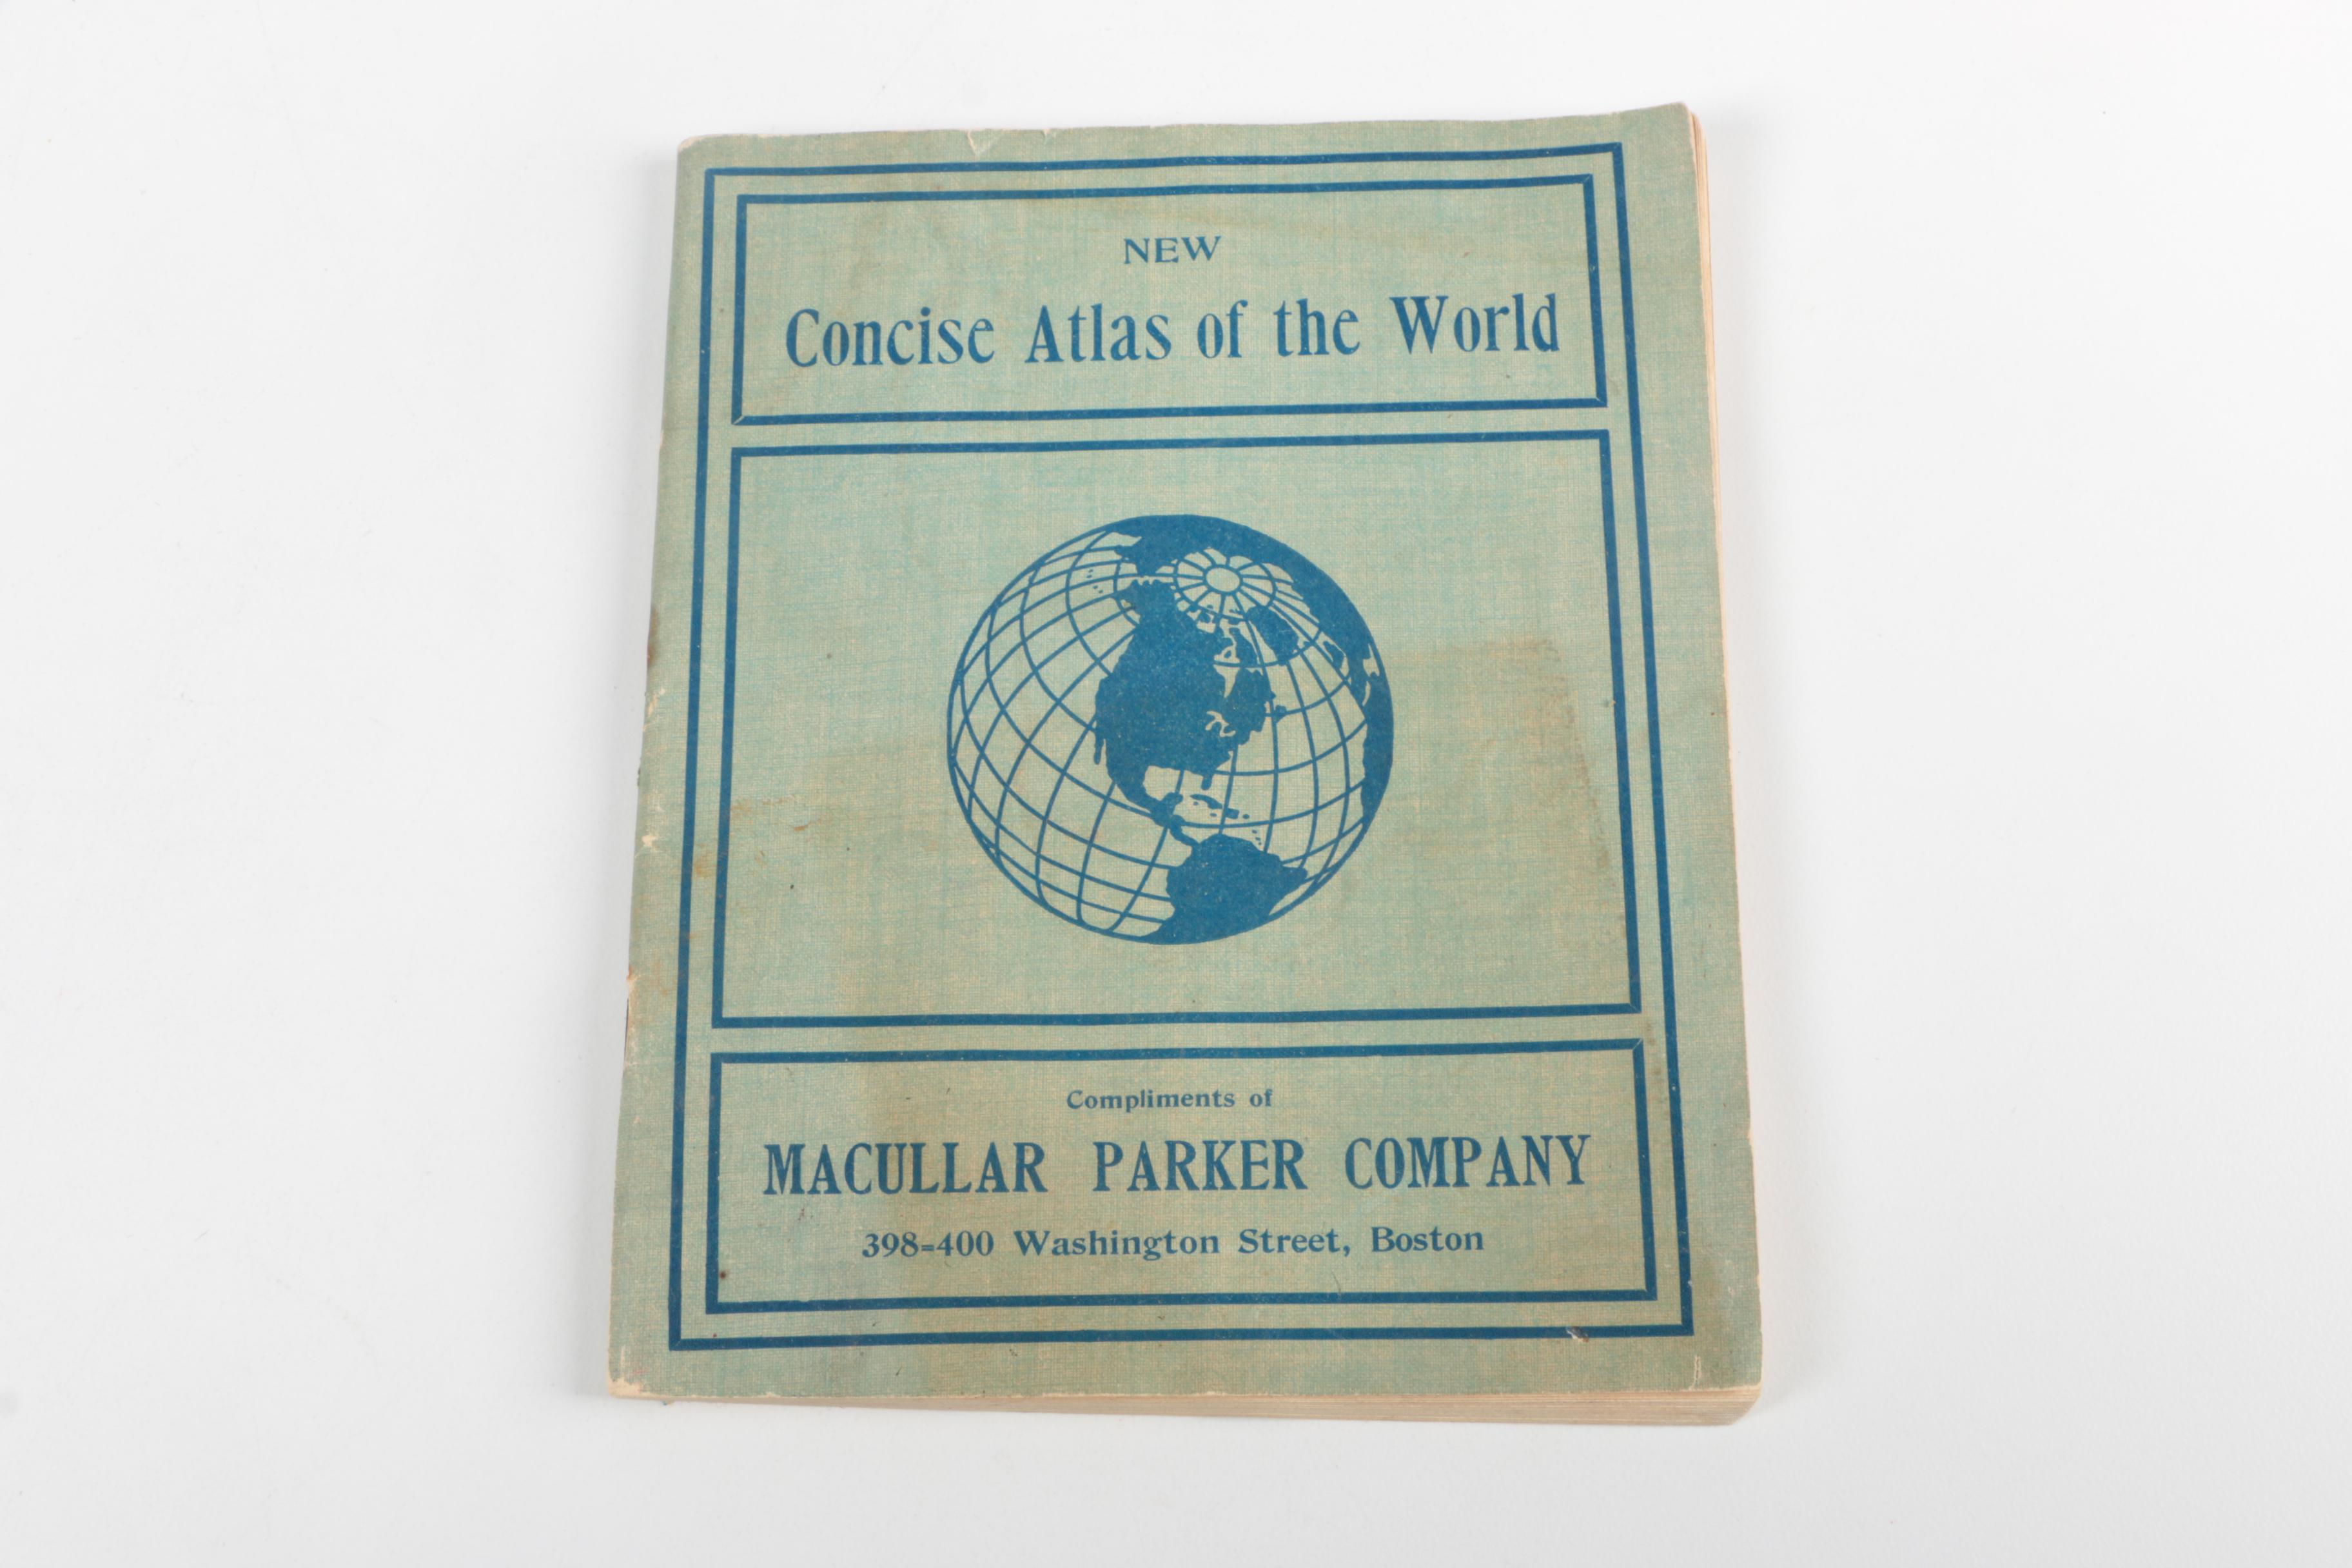 NEW
Concise Atlas of the World
Compliments of
MACULLAR PARKER COMPANY
398=400 Washington Street, Boston